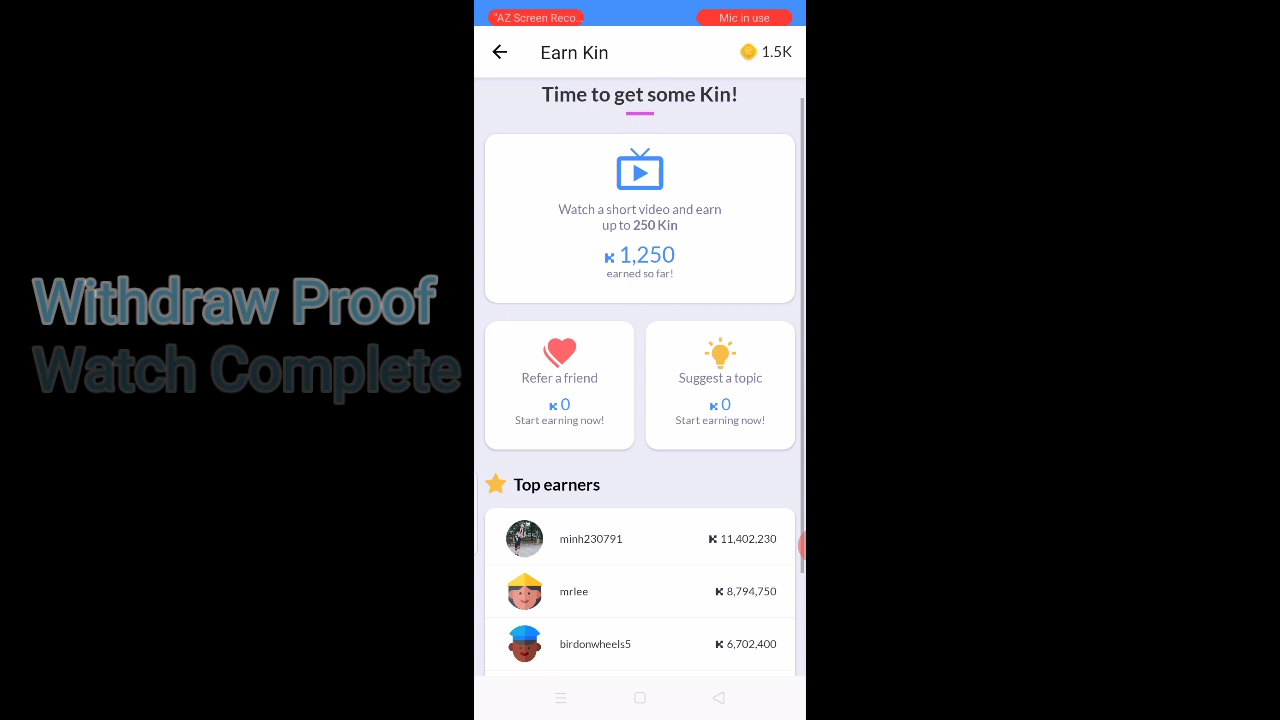 "AZ Screen Reco...
Mic in use
Earn Kin
1.5K
Time to get some Kin!
Watch a short video and earn
up to 250 Kin
1,250
earned so far!
Refer a friend
0
Start earning now!
Suggest a topic
0
Start earning now!
Top earners
minh230791 11,402,230
mrlee 8,794,750
birdonwheels5 6,702,400
Withdraw Proof
Watch Complete